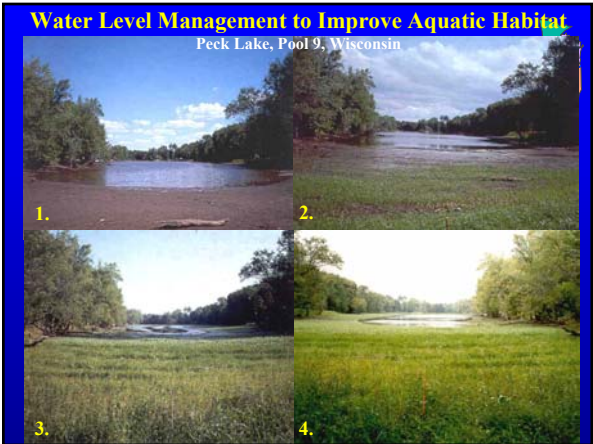 Water Level Management to Improve Aquatic Habitat
Peck Lake, Pool 9, Wisconsin
1.
2.
3.
4.